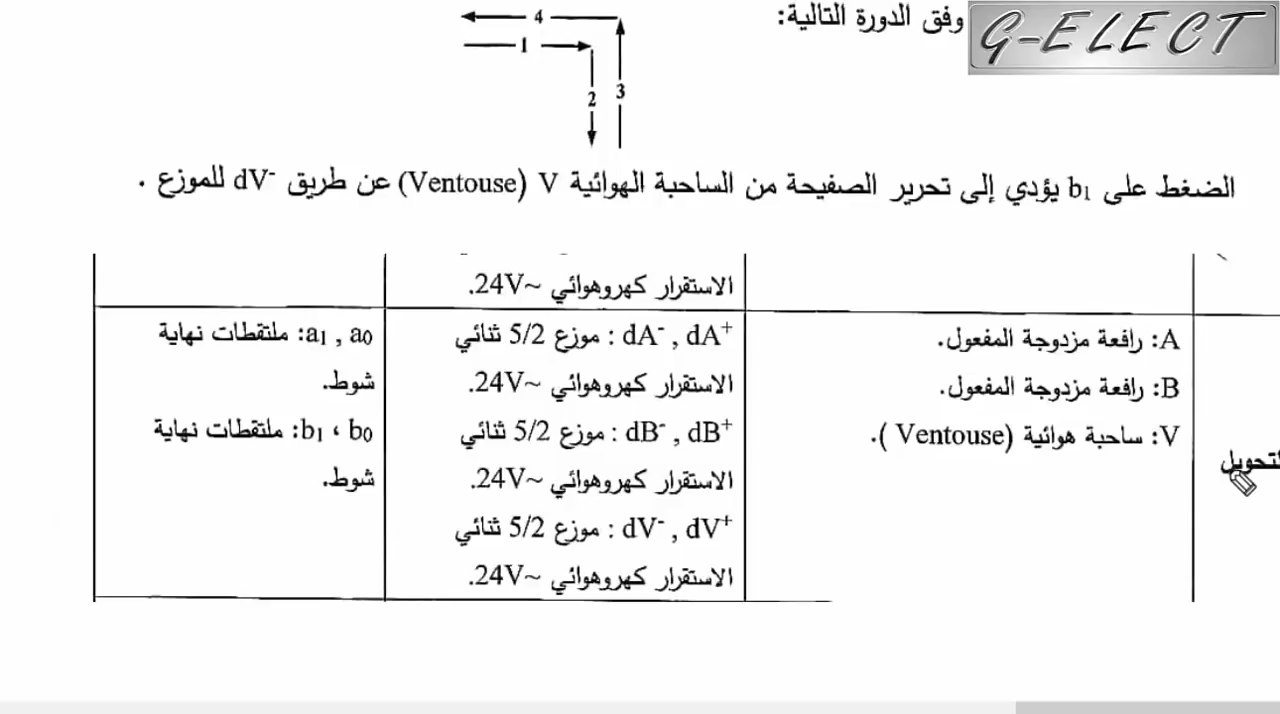 G-ELECT
وفق الدورة التالية:
4
1
2
3
الضغط على b1 يؤدي إلى تحرير الصفيحة من الساحبة الهوائية V (Ventouse) عن طريق dV- للموزع .
الاستقرار كهروهوائي ~24V.
التحويل
A: رافعة مزدوجة المفعول.
B: رافعة مزدوجة المفعول.
V: ساحبة هوائية (Ventouse ).
dA- , dA+ : موزع 5/2 ثنائي
الاستقرار كهروهوائي ~24V.
dB- , dB+ : موزع 5/2 ثنائي
الاستقرار كهروهوائي ~24V.
dV- , dV+ : موزع 5/2 ثنائي
الاستقرار كهروهوائي ~24V.
a1 , a0: ملتقطات نهاية
شوط.
b1 ، b0: ملتقطات نهاية
شوط.